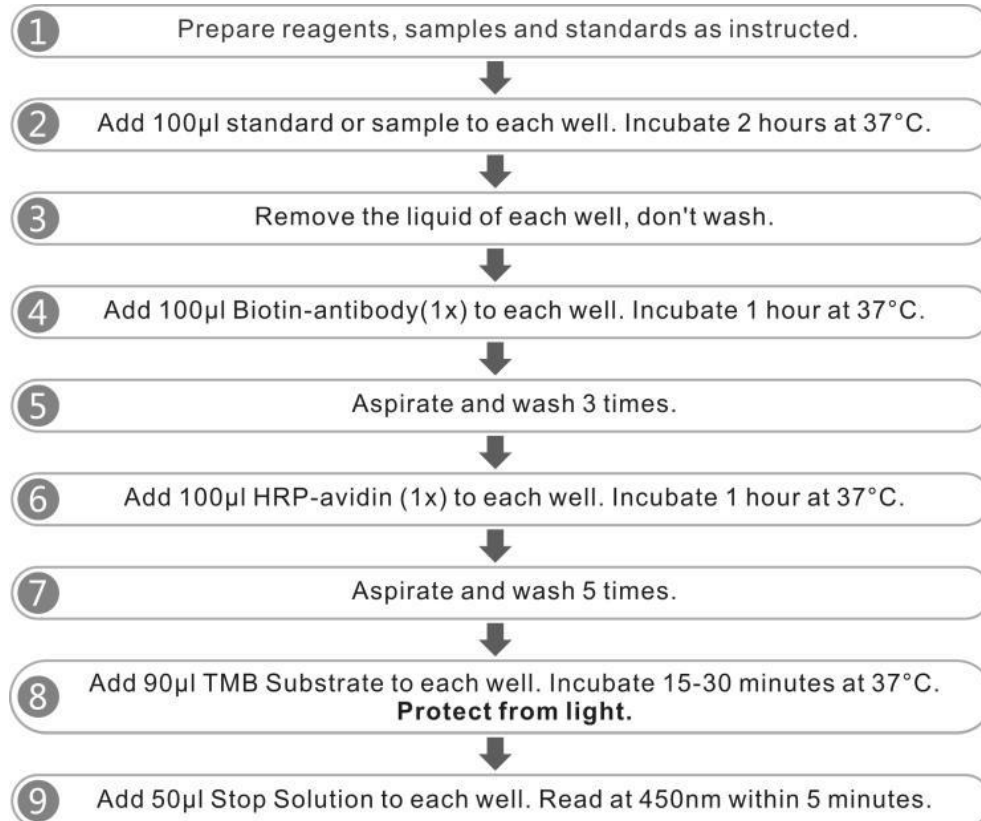 1 Prepare reagents, samples and standards as instructed.
2 Add 100µl standard or sample to each well. Incubate 2 hours at 37°C.
3 Remove the liquid of each well, don't wash.
4 Add 100µl Biotin-antibody(1x) to each well. Incubate 1 hour at 37°C.
5 Aspirate and wash 3 times.
6 Add 100µl HRP-avidin (1x) to each well. Incubate 1 hour at 37°C.
7 Aspirate and wash 5 times.
8 Add 90µl TMB Substrate to each well. Incubate 15-30 minutes at 37°C.
Protect from light.
9 Add 50µl Stop Solution to each well. Read at 450nm within 5 minutes.